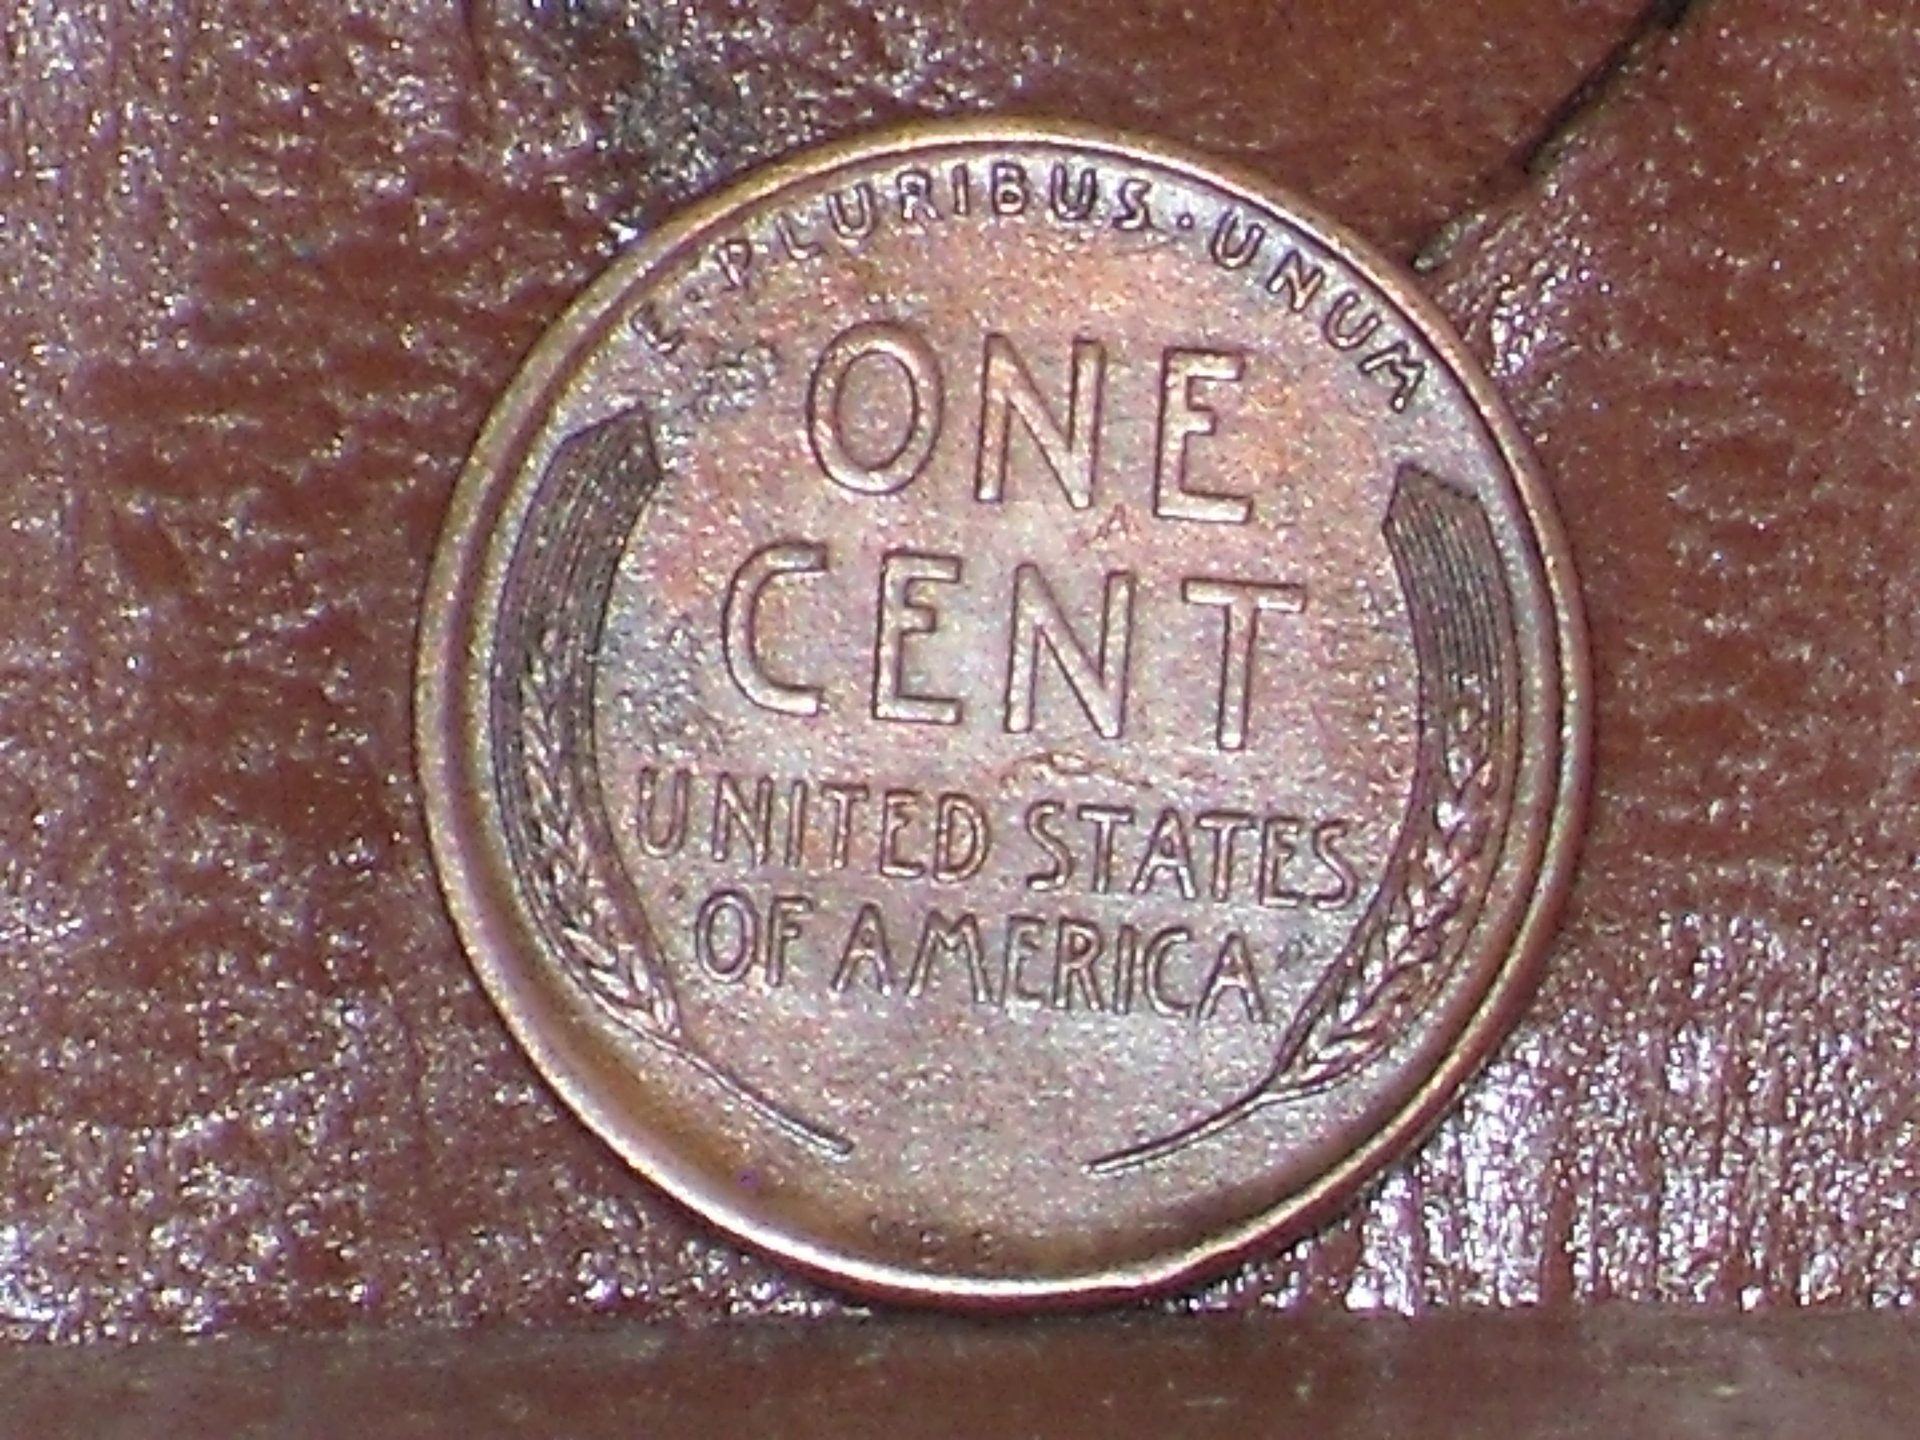 E·PLURIBUS·UNUM
ONE
CENT
UNITED STATES
OF AMERICA